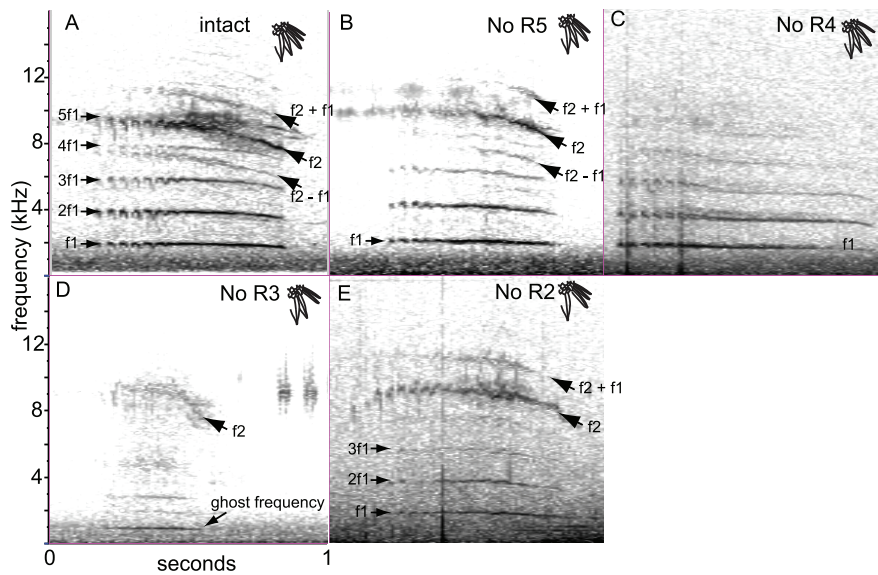 A
intact
12
5f1
8
4f1
3f1
4
2f1
f1
f2 + f1
f2
f2 - f1
B
No R5
f2 + f1
f2
f2 - f1
f1
C
No R4
f1
frequency (kHz)
D
No R3
12
8
f2
4
ghost frequency
0
seconds
1
E
No R2
f2 + f1
f2
3f1
2f1
f1